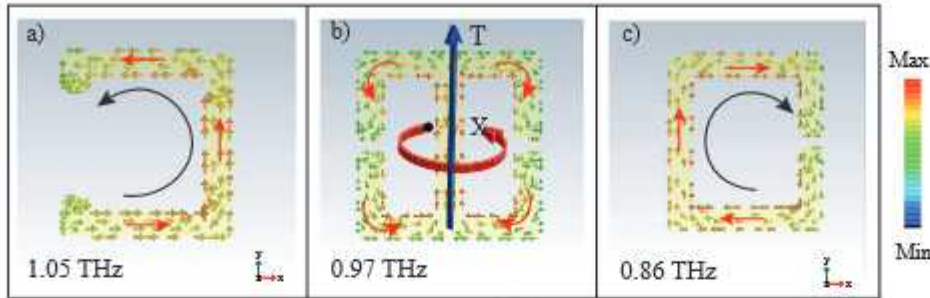 a)
b)
T
X
c)
Max
Min
1.05 THz
y
x
0.97 THz
0.86 THz
y
x